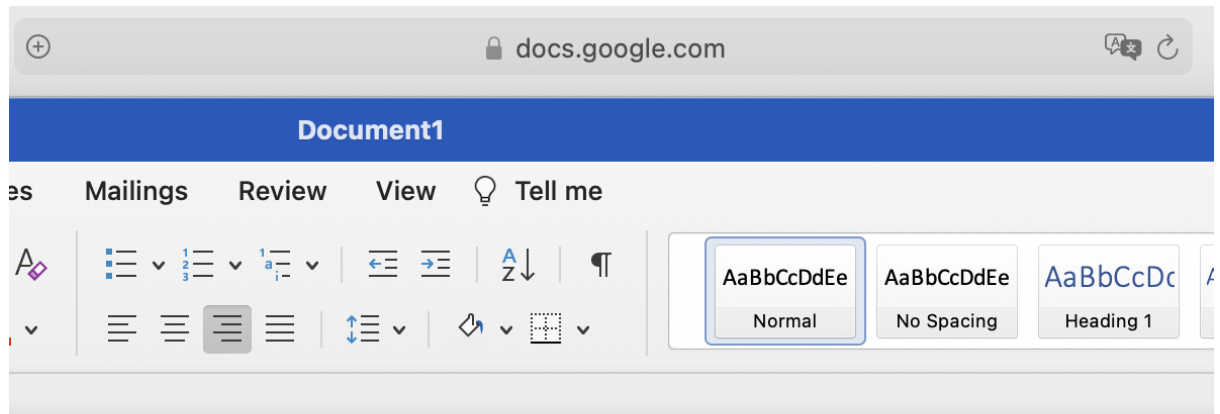 docs.google.com
Document1
es Mailings Review View Tell me
AaBbCcDdEe AaBbCcDdEe AaBbCcDc
Normal No Spacing Heading 1